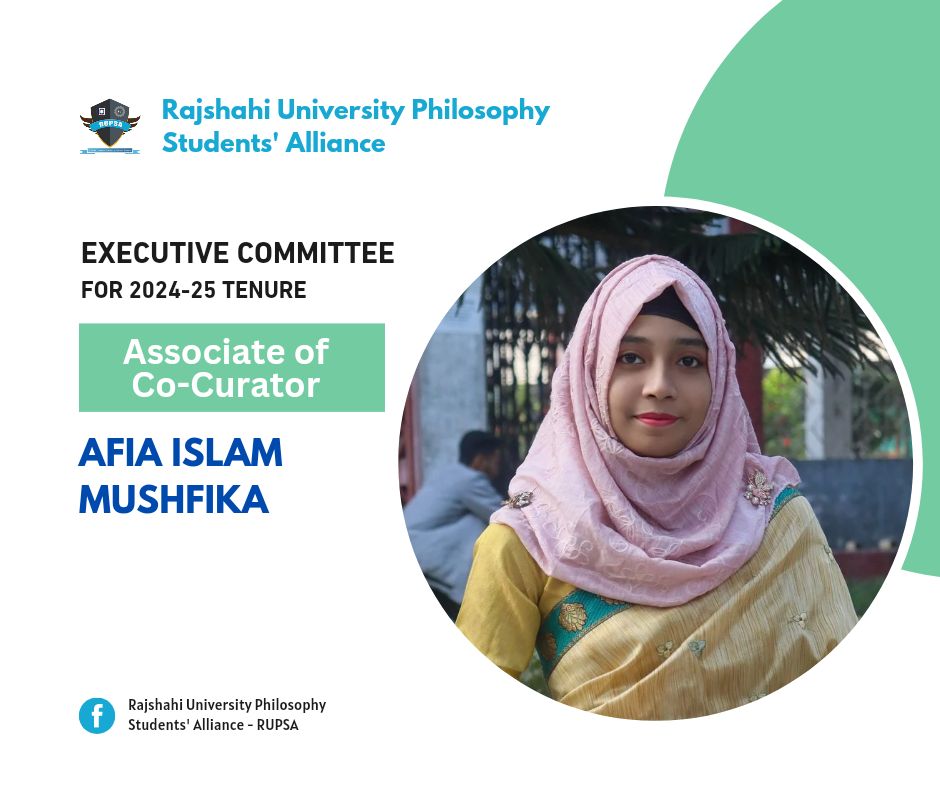 RUPSA
Rajshahi University Philosophy
Students' Alliance
EXECUTIVE COMMITTEE
FOR 2024-25 TENURE
Associate of
Co-Curator
AFIA ISLAM
MUSHFIKA
Rajshahi University Philosophy
Students' Alliance - RUPSA